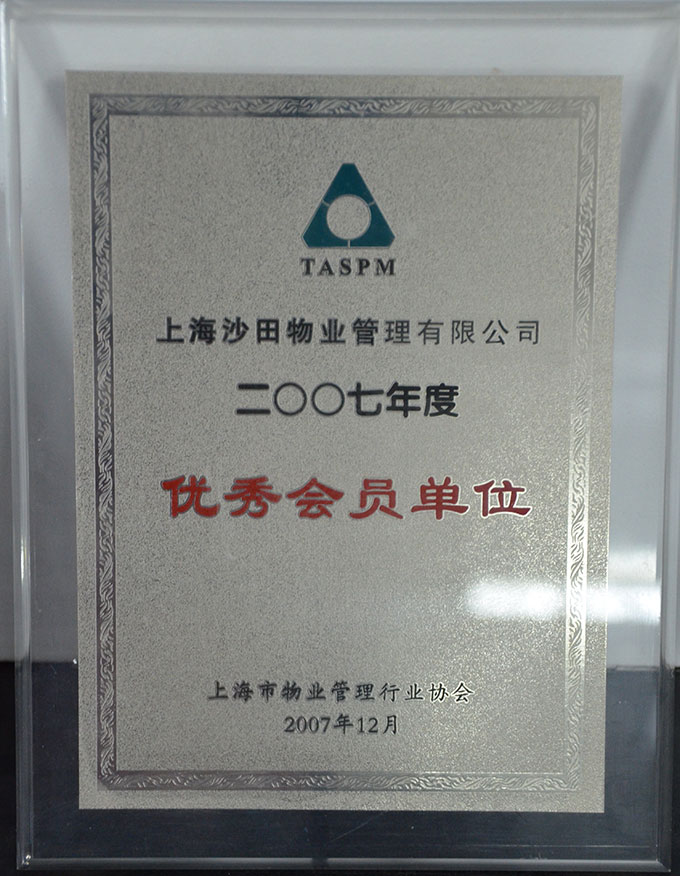 TASPM
上海沙田物业管理有限公司
二〇〇七年度
优秀会员单位
上海市物业管理行业协会
2007年12月